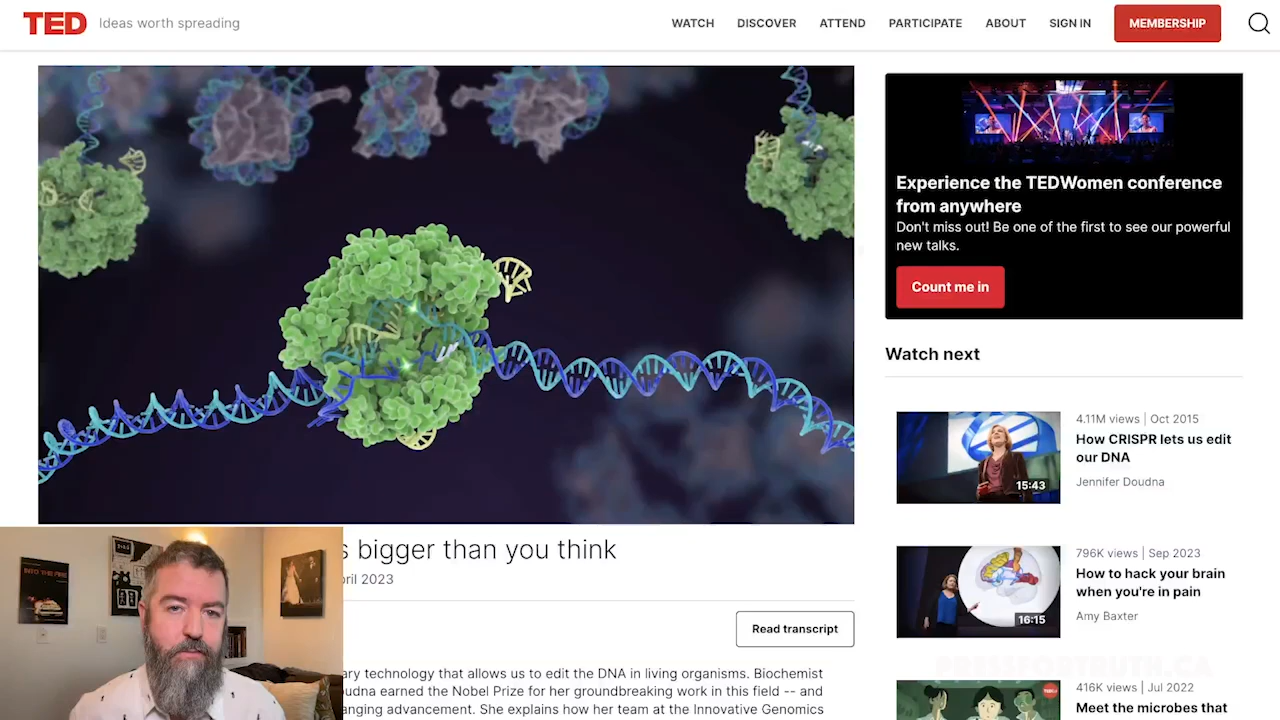 TED Ideas worth spreading
WATCH DISCOVER ATTEND PARTICIPATE ABOUT SIGN IN MEMBERSHIP
Experience the TEDWomen conference
from anywhere
Don't miss out! Be one of the first to see our powerful
new talks.
Count me in
Watch next
4.11M views | Oct 2015
How CRISPR lets us edit
our DNA
Jennifer Doudna
15:43
796K views | Sep 2023
How to hack your brain
when you're in pain
Amy Baxter
16:15
416K views | Jul 2022
Meet the microbes that
s bigger than you think
pril 2023
Read transcript
ary technology that allows us to edit the DNA in living organisms. Biochemist
oudna earned the Nobel Prize for her groundbreaking work in this field -- and
anging advancement. She explains how her team at the Innovative Genomics
INTO THE FIRE
PRESSFORTRUTH.CA